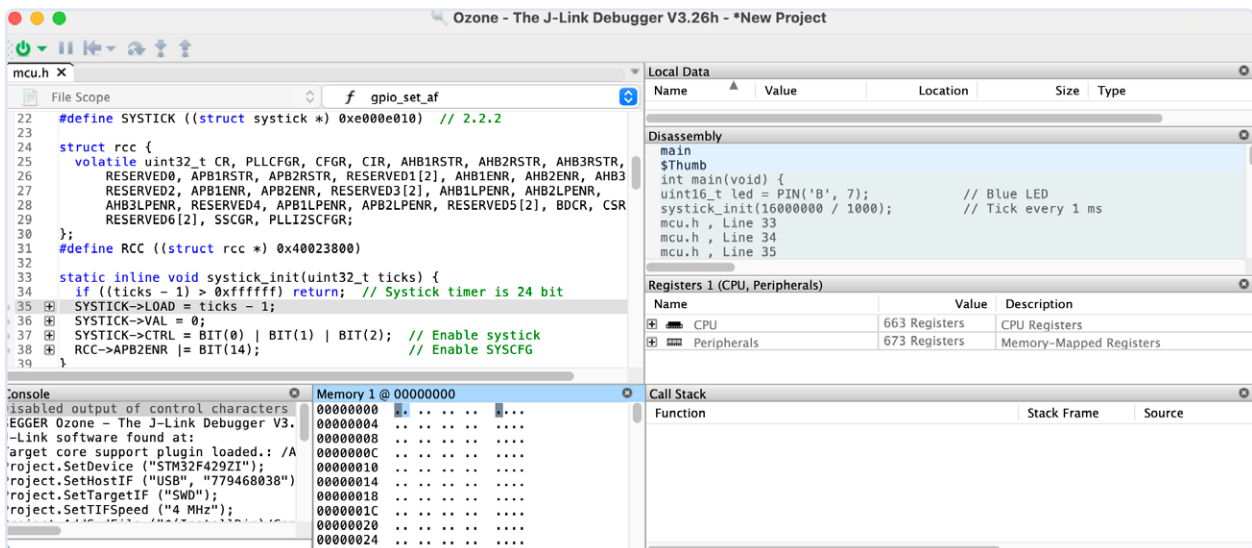 Ozone - The J-Link Debugger V3.26h - *New Project
mcu.h
File Scope
f gpio_set_af
22 #define SYSTICK ((struct systick *) 0xe000e010) // 2.2.2
23
24 struct rcc {
25 volatile uint32_t CR, PLLCFGR, CFGR, CIR, AHB1RSTR, AHB2RSTR, AHB3RSTR,
26 RESERVED0, APB1RSTR, APB2RSTR, RESERVED1[2], AHB1ENR, AHB2ENR, AHB3
27 RESERVED2, APB1ENR, APB2ENR, RESERVED3[2], AHB1LPENR, AHB2LPENR,
28 AHB3LPENR, RESERVED4, APB1LPENR, APB2LPENR, RESERVED5[2], BDCR, CSR
29 RESERVED6[2], SSCGR, PLLI2SCFGR;
30 };
31 #define RCC ((struct rcc *) 0x40023800)
32
33 static inline void systick_init(uint32_t ticks) {
34 if ((ticks - 1) > 0xffffff) return; // Systick timer is 24 bit
35 SYSTICK->LOAD = ticks - 1;
36 SYSTICK->VAL = 0;
37 SYSTICK->CTRL = BIT(0) | BIT(1) | BIT(2); // Enable systick
38 RCC->APB2ENR |= BIT(14); // Enable SYSCFG
39 }
Local Data
Name Value Location Size Type
Disassembly
main
$Thumb
int main(void) {
uint16_t led = PIN('B', 7); // Blue LED
systick_init(16000000 / 1000); // Tick every 1 ms
mcu.h , Line 33
mcu.h , Line 34
mcu.h , Line 35
Registers 1 (CPU, Peripherals)
Name Value Description
CPU 663 Registers CPU Registers
Peripherals 673 Registers Memory-Mapped Registers
Console
isabled output of control characters
EGGER Ozone - The J-Link Debugger V3.
-Link software found at:
arget core support plugin loaded.: /A
roject.SetDevice ("STM32F429ZI");
roject.SetHostIF ("USB", "779468038")
roject.SetTargetIF ("SWD");
roject.SetTIFSpeed ("4 MHz");
Memory 1 @ 00000000
00000000 .. .. .. .. ....
00000004 .. .. .. .. ....
00000008 .. .. .. .. ....
0000000C .. .. .. .. ....
00000010 .. .. .. .. ....
00000014 .. .. .. .. ....
00000018 .. .. .. .. ....
0000001C .. .. .. .. ....
00000020 .. .. .. .. ....
00000024 .. .. .. .. ....
Call Stack
Function Stack Frame Source